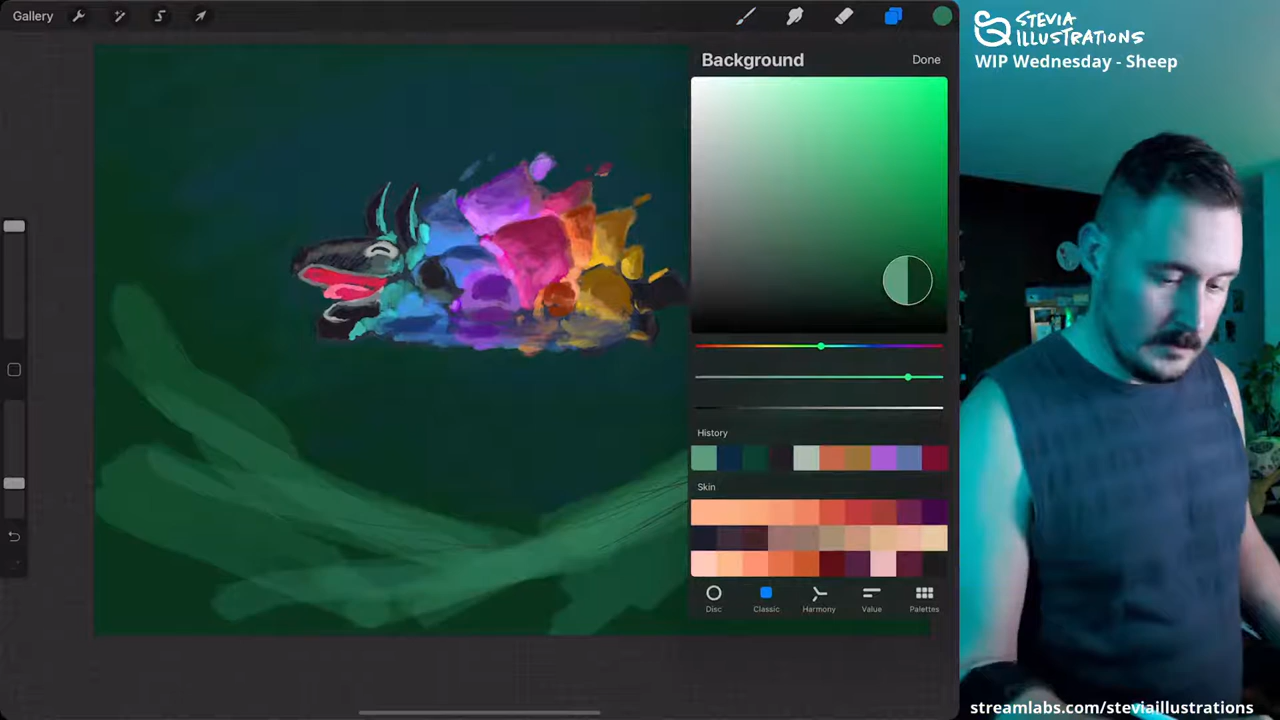 Gallery
Background
Done
History
Skin
Disc
Classic
Harmony
Value
Palettes
STEVIA
ILLUSTRATIONS
WIP Wednesday - Sheep
streamlabs.com/steviaillustrations